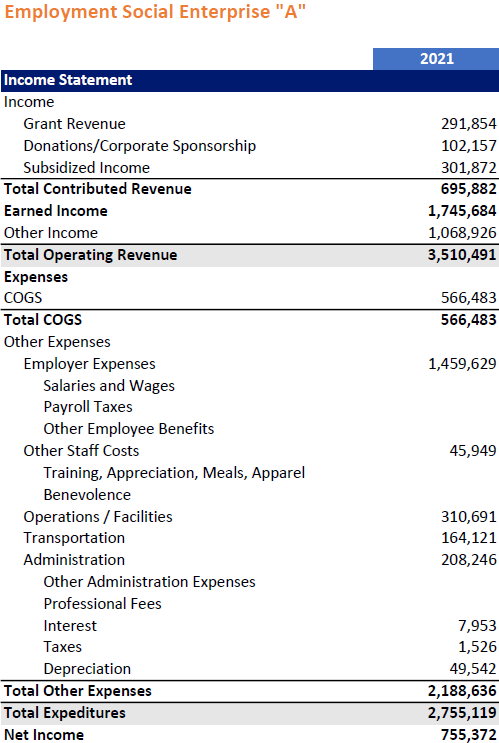 Employment Social Enterprise "A"
2021
Income Statement
Income
Grant Revenue 291,854
Donations/Corporate Sponsorship 102,157
Subsidized Income 301,872
Total Contributed Revenue 695,882
Earned Income 1,745,684
Other Income 1,068,926
Total Operating Revenue 3,510,491
Expenses
COGS 566,483
Total COGS 566,483
Other Expenses
Employer Expenses 1,459,629
Salaries and Wages
Payroll Taxes
Other Employee Benefits
Other Staff Costs 45,949
Training, Appreciation, Meals, Apparel
Benevolence
Operations / Facilities 310,691
Transportation 164,121
Administration 208,246
Other Administration Expenses
Professional Fees
Interest 7,953
Taxes 1,526
Depreciation 49,542
Total Other Expenses 2,188,636
Total Expeditures 2,755,119
Net Income 755,372